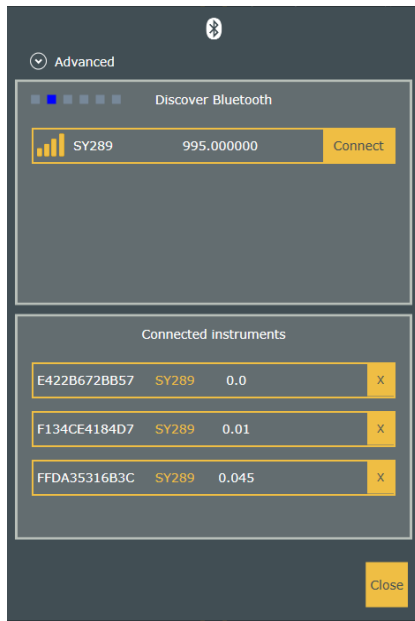 Advanced
Discover Bluetooth
SY289 995.000000 Connect
Connected instruments
E422B672BB57 SY289 0.0 X
F134CE4184D7 SY289 0.01 X
FFDA35316B3C SY289 0.045 X
Close